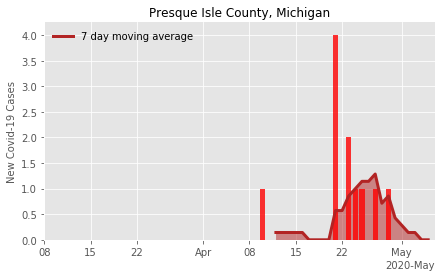 Presque Isle County, Michigan
7 day moving average
New Covid-19 Cases
4.0
3.5
3.0
2.5
2.0
1.5
1.0
0.5
0.0
08 15 22 Apr 08 15 22 May
2020-May